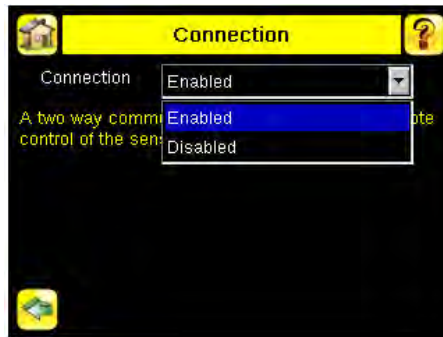 Connection
?
Connection Enabled
Enabled
Disabled
A two way comm ote
control of the sen